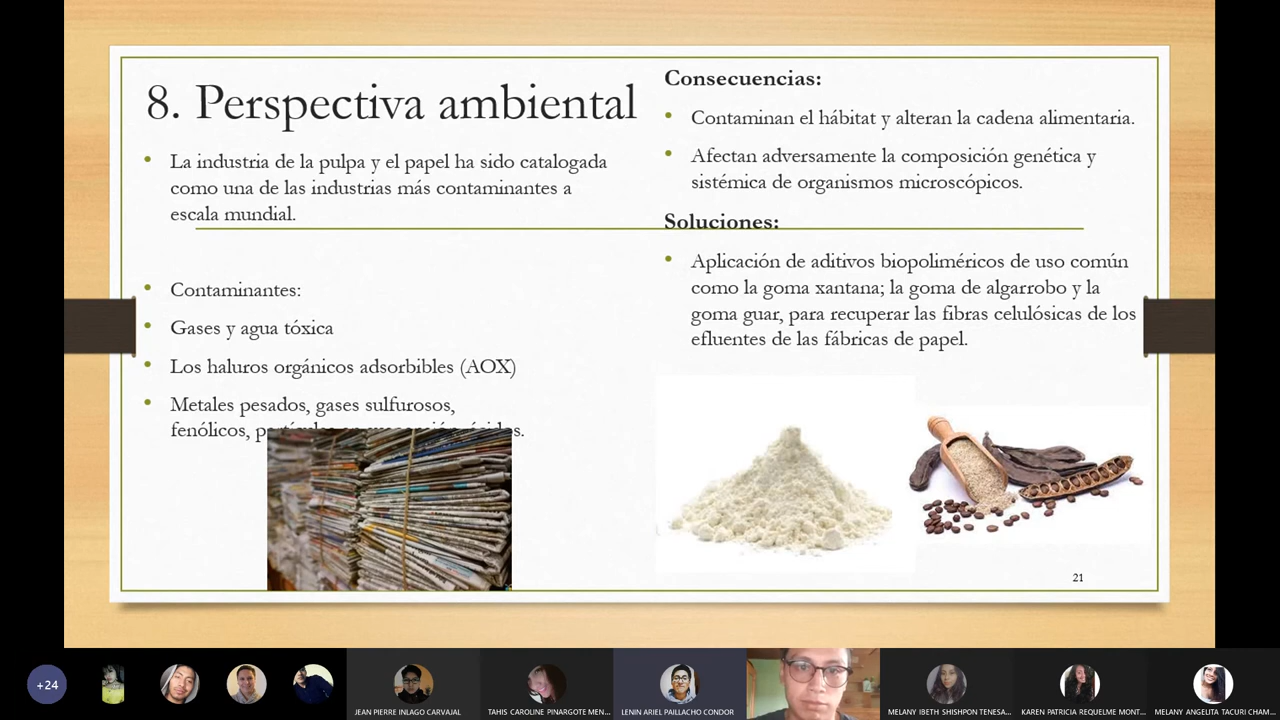 8. Perspectiva ambiental
La industria de la pulpa y el papel ha sido catalogada
como una de las industrias más contaminantes a
escala mundial.
Contaminantes:
Gases y agua tóxica
Los haluros orgánicos adsorbibles (AOX)
Metales pesados, gases sulfurosos,
fenólicos,
Consecuencias:
Contaminan el hábitat y alteran la cadena alimentaria.
Afectan adversamente la composición genética y
sistémica de organismos microscópicos.
Soluciones:
Aplicación de aditivos biopoliméricos de uso común
como la goma xantana; la goma de algarrobo y la
goma guar, para recuperar las fibras celulósicas de los
efluentes de las fábricas de papel.
21
+24
JEAN PIERRE INLAGO CARVAJAL
TAHIS CAROLINE PINARGOTE MEN...
LENIN ARIEL PAILLACHO CONDOR
MELANY IBETH SHISHPON TENESA...
KAREN PATRICIA REQUELME MONT...
MELANY ANGELITA TACURI CHAM...